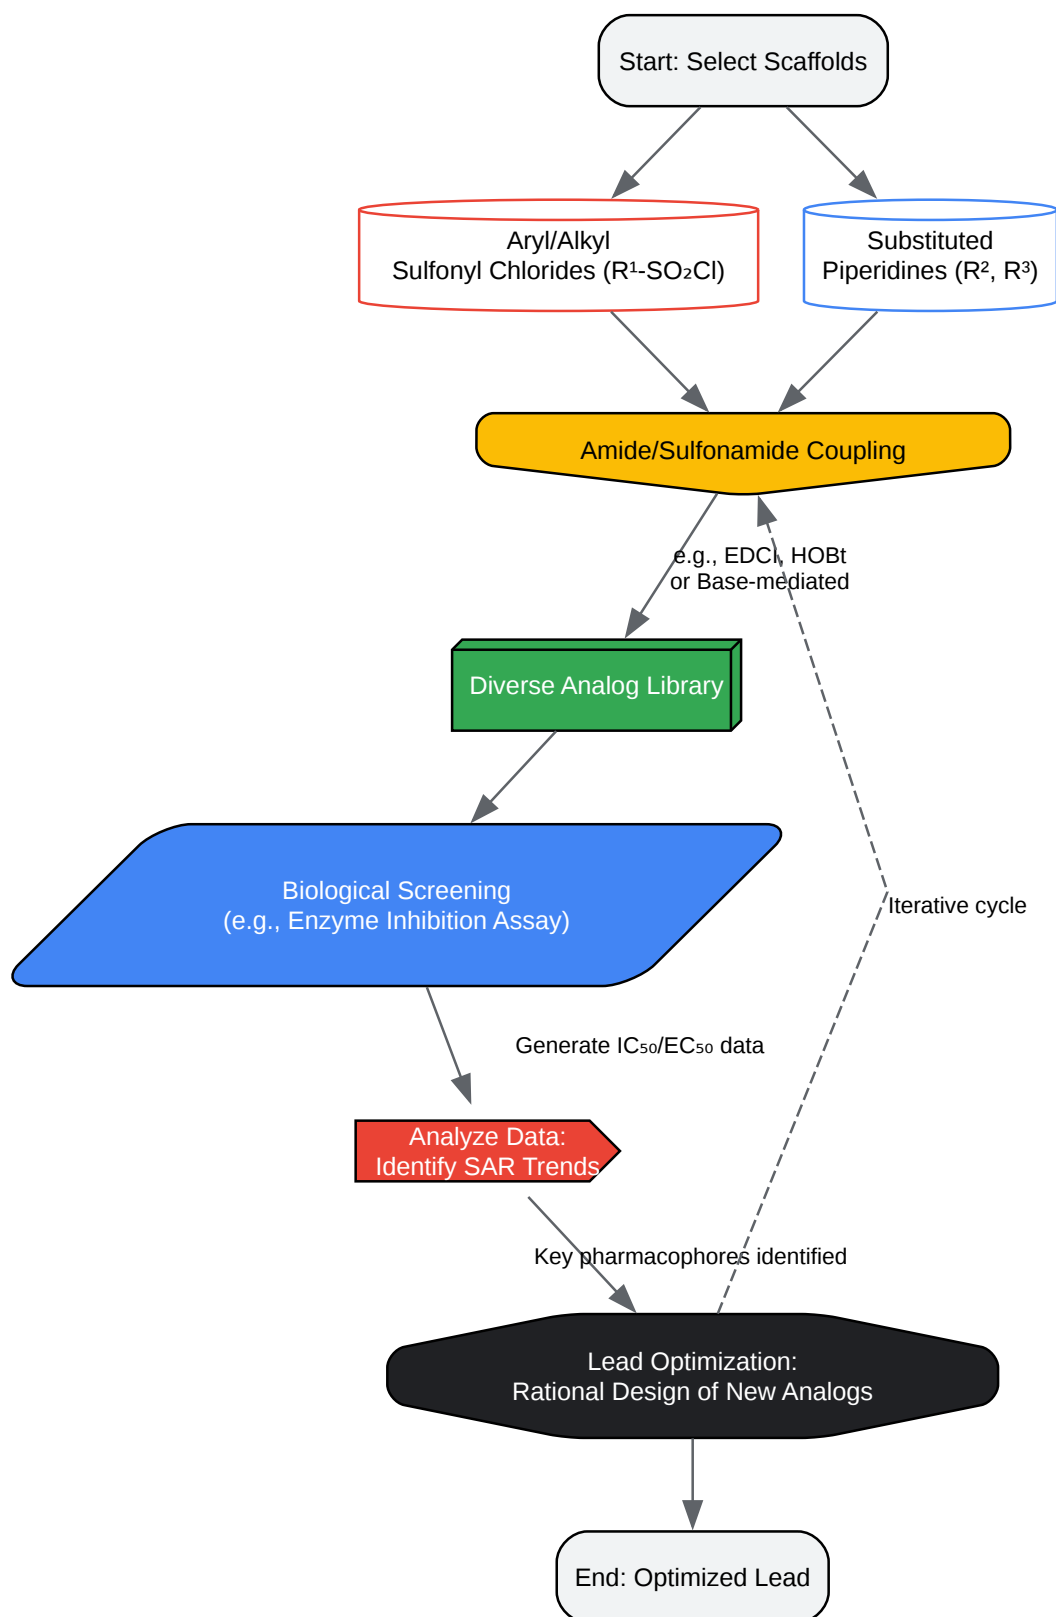 Start: Select Scaffolds
Aryl/Alkyl
Sulfonyl Chlorides (R¹-SO₂Cl)
Substituted
Piperidines (R², R³)
Amide/Sulfonamide Coupling
e.g., EDCI, HOBt
or Base-mediated
Diverse Analog Library
Biological Screening
(e.g., Enzyme Inhibition Assay)
Iterative cycle
Generate IC₅₀/EC₅₀ data
Analyze Data:
Identify SAR Trends
Key pharmacophores identified
Lead Optimization:
Rational Design of New Analogs
End: Optimized Lead